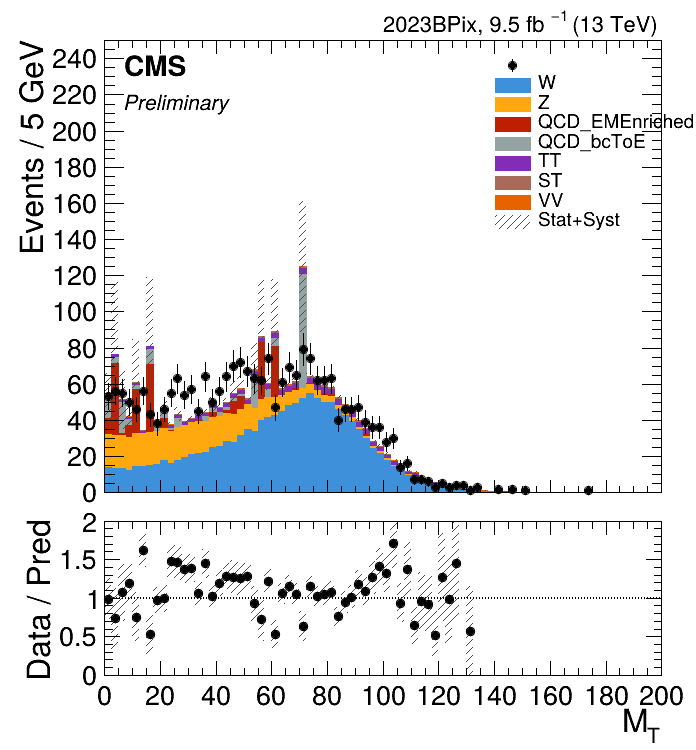 2023BPix, 9.5 fb⁻¹ (13 TeV)
CMS
Preliminary
W
Z
QCD_EMEnriched
QCD_bcToE
TT
ST
VV
Stat+Syst
Events / 5 GeV
240
220
200
180
160
140
120
100
80
60
40
20
0
Data / Pred
2
1.5
1
0.5
0
0 20 40 60 80 100 120 140 160 180 200
M_T